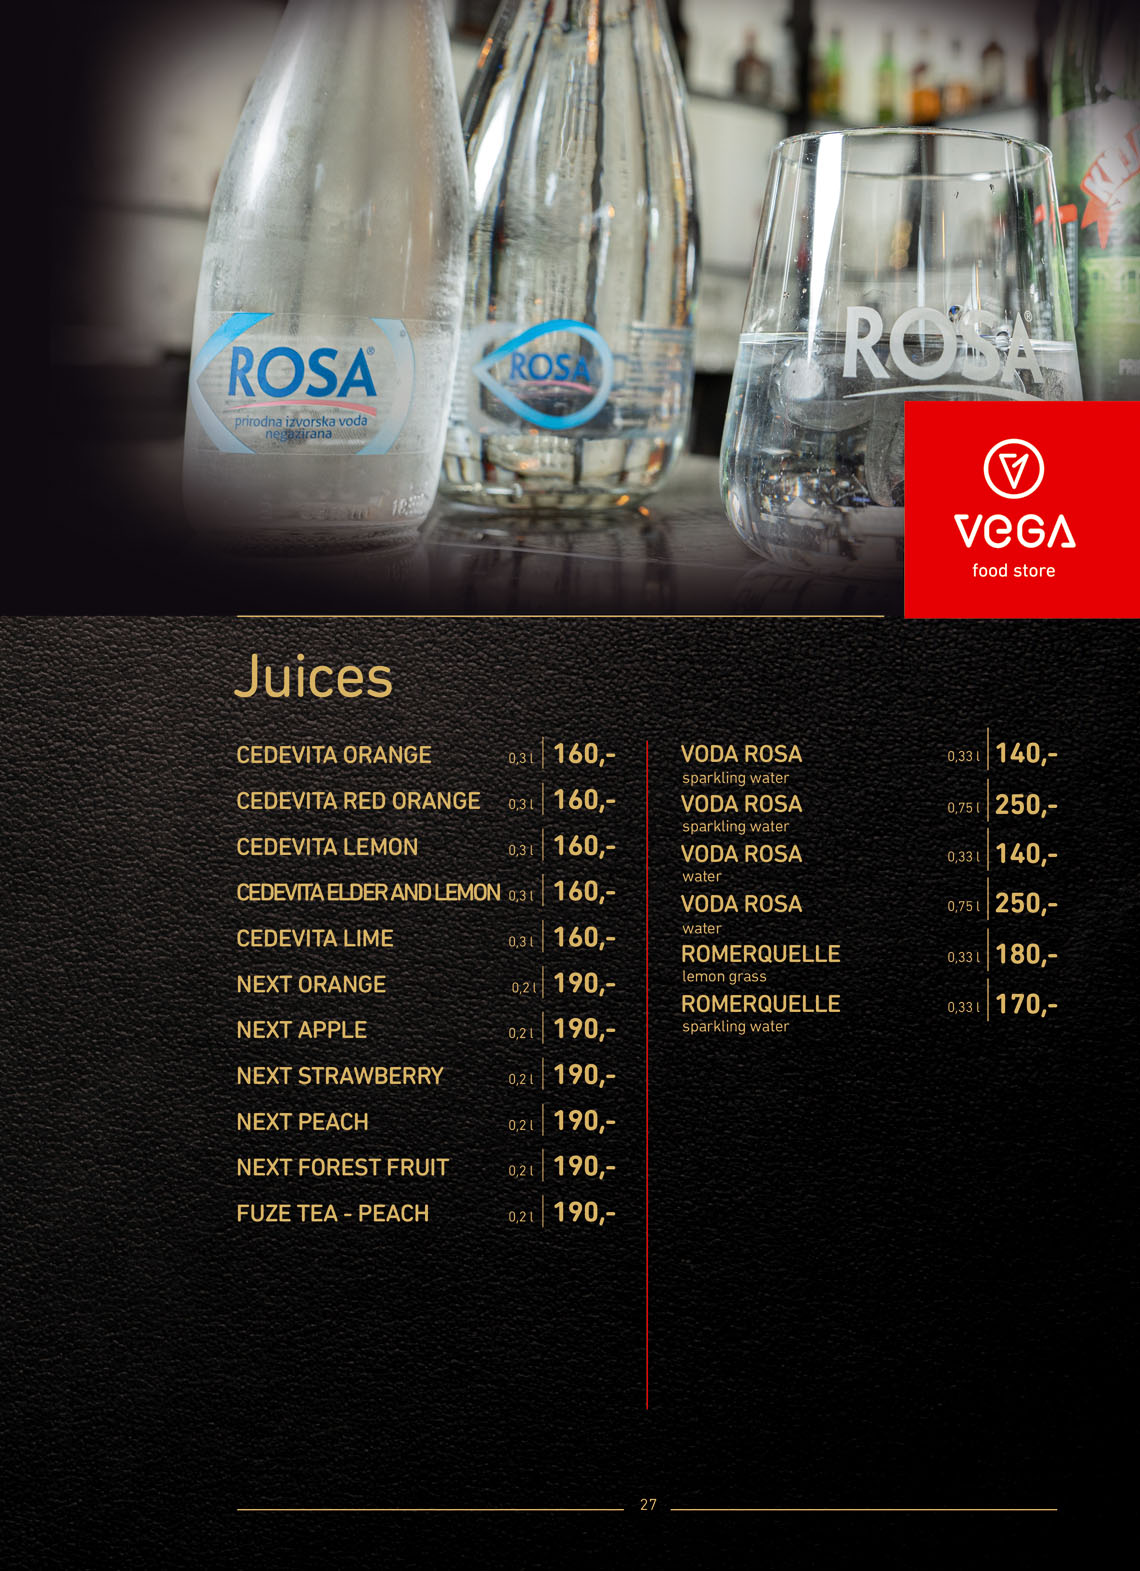 ROSA
prirodna izvorska voda
negazirana
ROSA
ROSA
VEGA
food store
Juices
CEDEVITA ORANGE 0,3 l 160,-
CEDEVITA RED ORANGE 0,3 l 160,-
CEDEVITA LEMON 0,3 l 160,-
CEDEVITA ELDER AND LEMON 0,3 l 160,-
CEDEVITA LIME 0,3 l 160,-
NEXT ORANGE 0,2 l 190,-
NEXT APPLE 0,2 l 190,-
NEXT STRAWBERRY 0,2 l 190,-
NEXT PEACH 0,2 l 190,-
NEXT FOREST FRUIT 0,2 l 190,-
FUZE TEA - PEACH 0,2 l 190,-
VODA ROSA 0,33 l 140,-
sparkling water
VODA ROSA 0,75 l 250,-
sparkling water
VODA ROSA 0,33 l 140,-
water
VODA ROSA 0,75 l 250,-
water
ROMERQUELLE 0,33 l 180,-
lemon grass
ROMERQUELLE 0,33 l 170,-
sparkling water
27